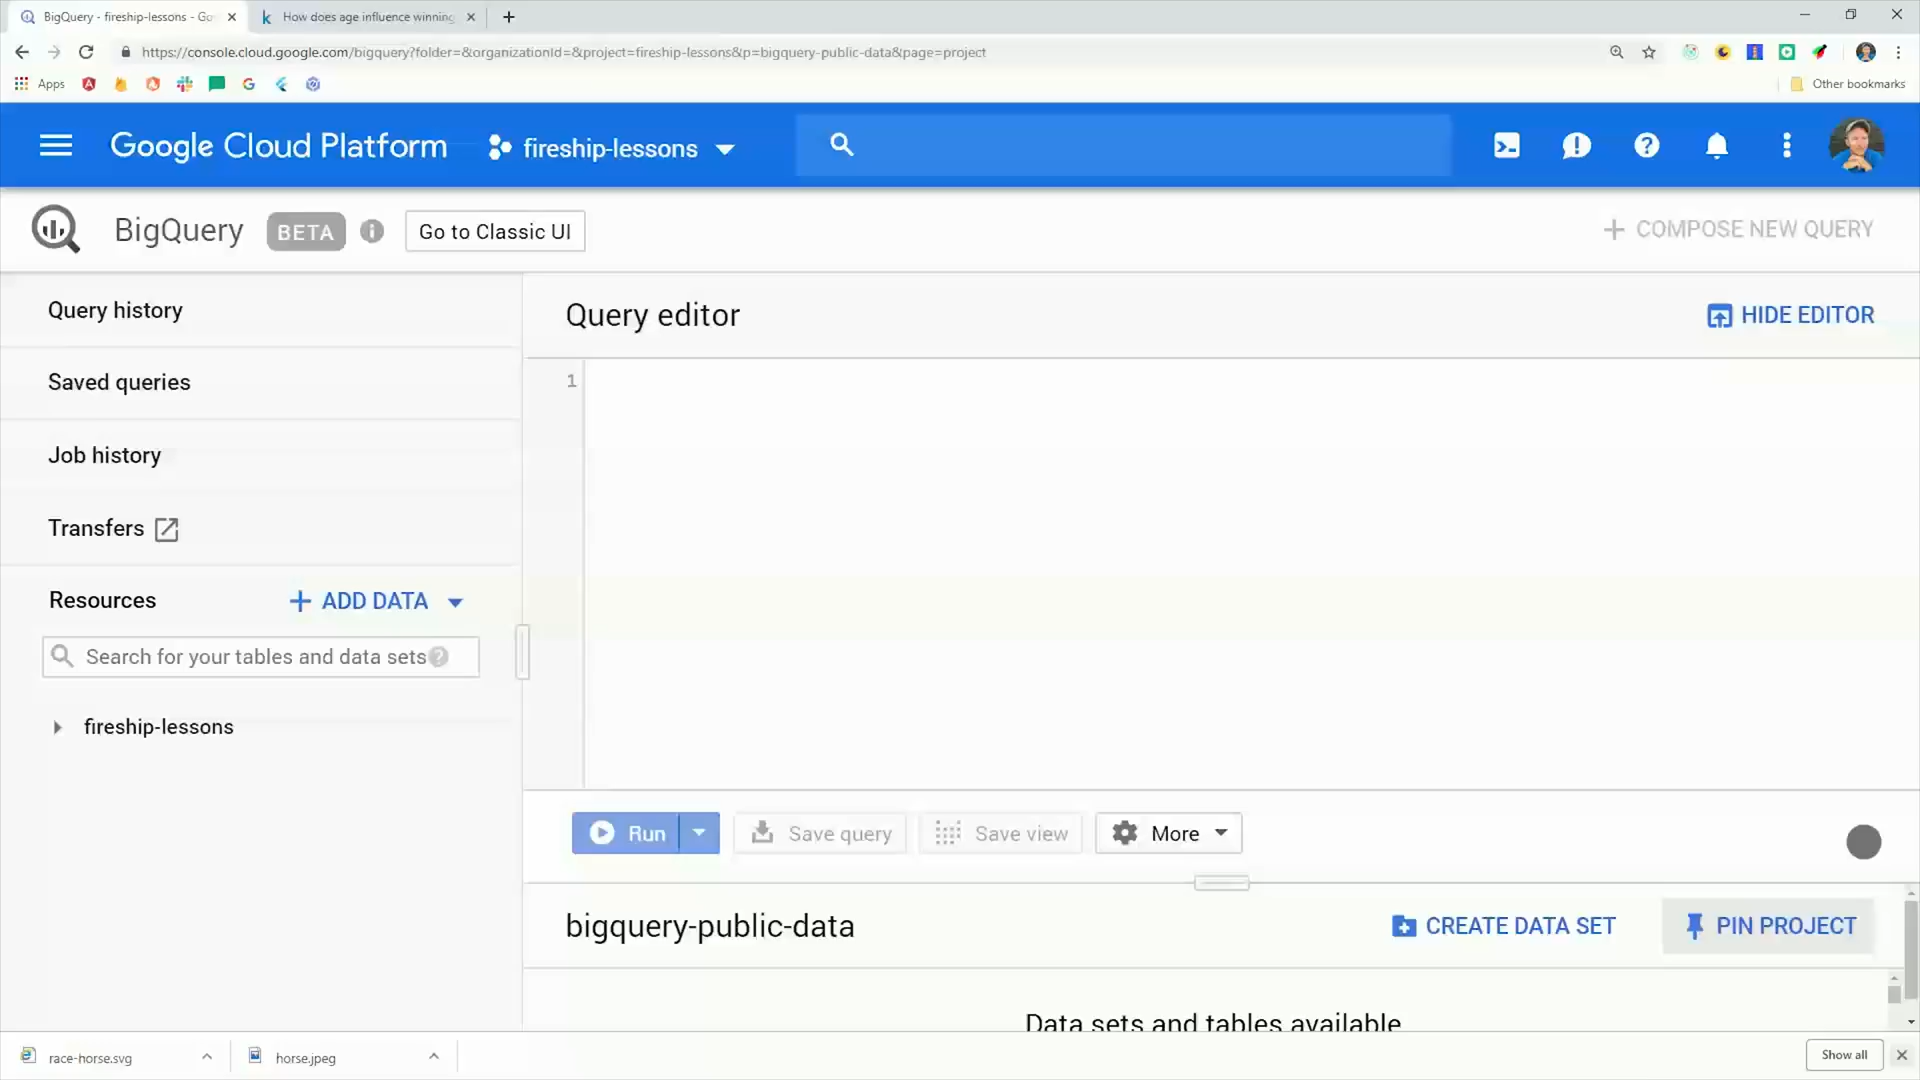 BigQuery - fireship-lessons - Go
How does age influence winning
https://console.cloud.google.com/bigquery?folder=&organizationId=&project=fireship-lessons&p=bigquery-public-data&page=project
Apps
Other bookmarks
Google Cloud Platform
fireship-lessons
BigQuery
BETA
Go to Classic UI
COMPOSE NEW QUERY
Query history
Saved queries
Job history
Transfers
Resources
ADD DATA
Search for your tables and data sets
fireship-lessons
Query editor
HIDE EDITOR
1
Run
Save query
Save view
More
bigquery-public-data
CREATE DATA SET
PIN PROJECT
Data sets and tables available
race-horse.svg
horse.jpeg
Show all